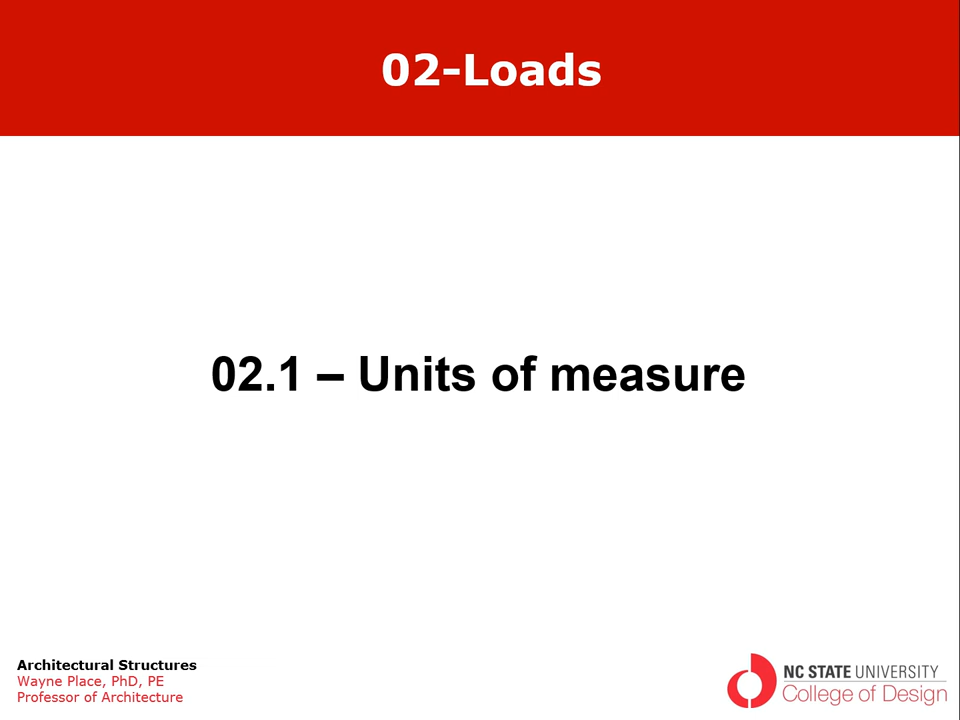 02-Loads
02.1 – Units of measure
Architectural Structures
Wayne Place, PhD, PE
Professor of Architecture
NC STATE UNIVERSITY
College of Design